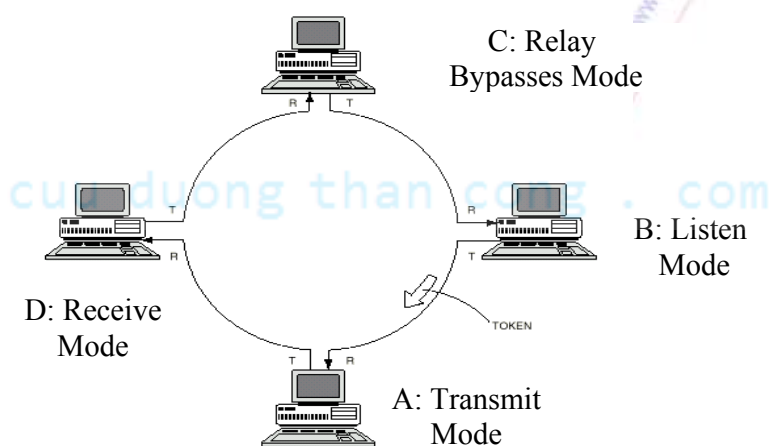 C: Relay
Bypasses Mode
R
T
cuu duong than cong . com
T
R
R
T
B: Listen
Mode
D: Receive
Mode
TOKEN
T
R
A: Transmit
Mode